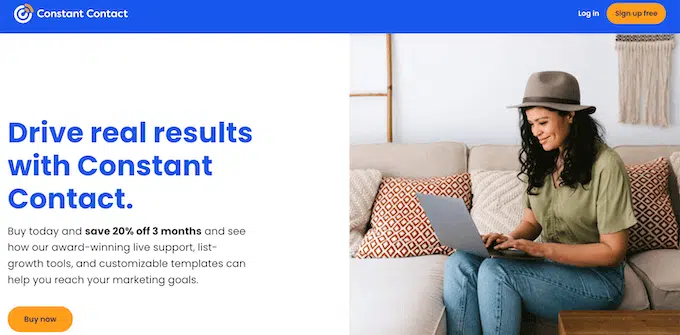 Constant Contact
Log in
Sign up free
Drive real results
with Constant
Contact.
Buy today and save 20% off 3 months and see
how our award-winning live support, list-
growth tools, and customizable templates can
help you reach your marketing goals.
Buy now